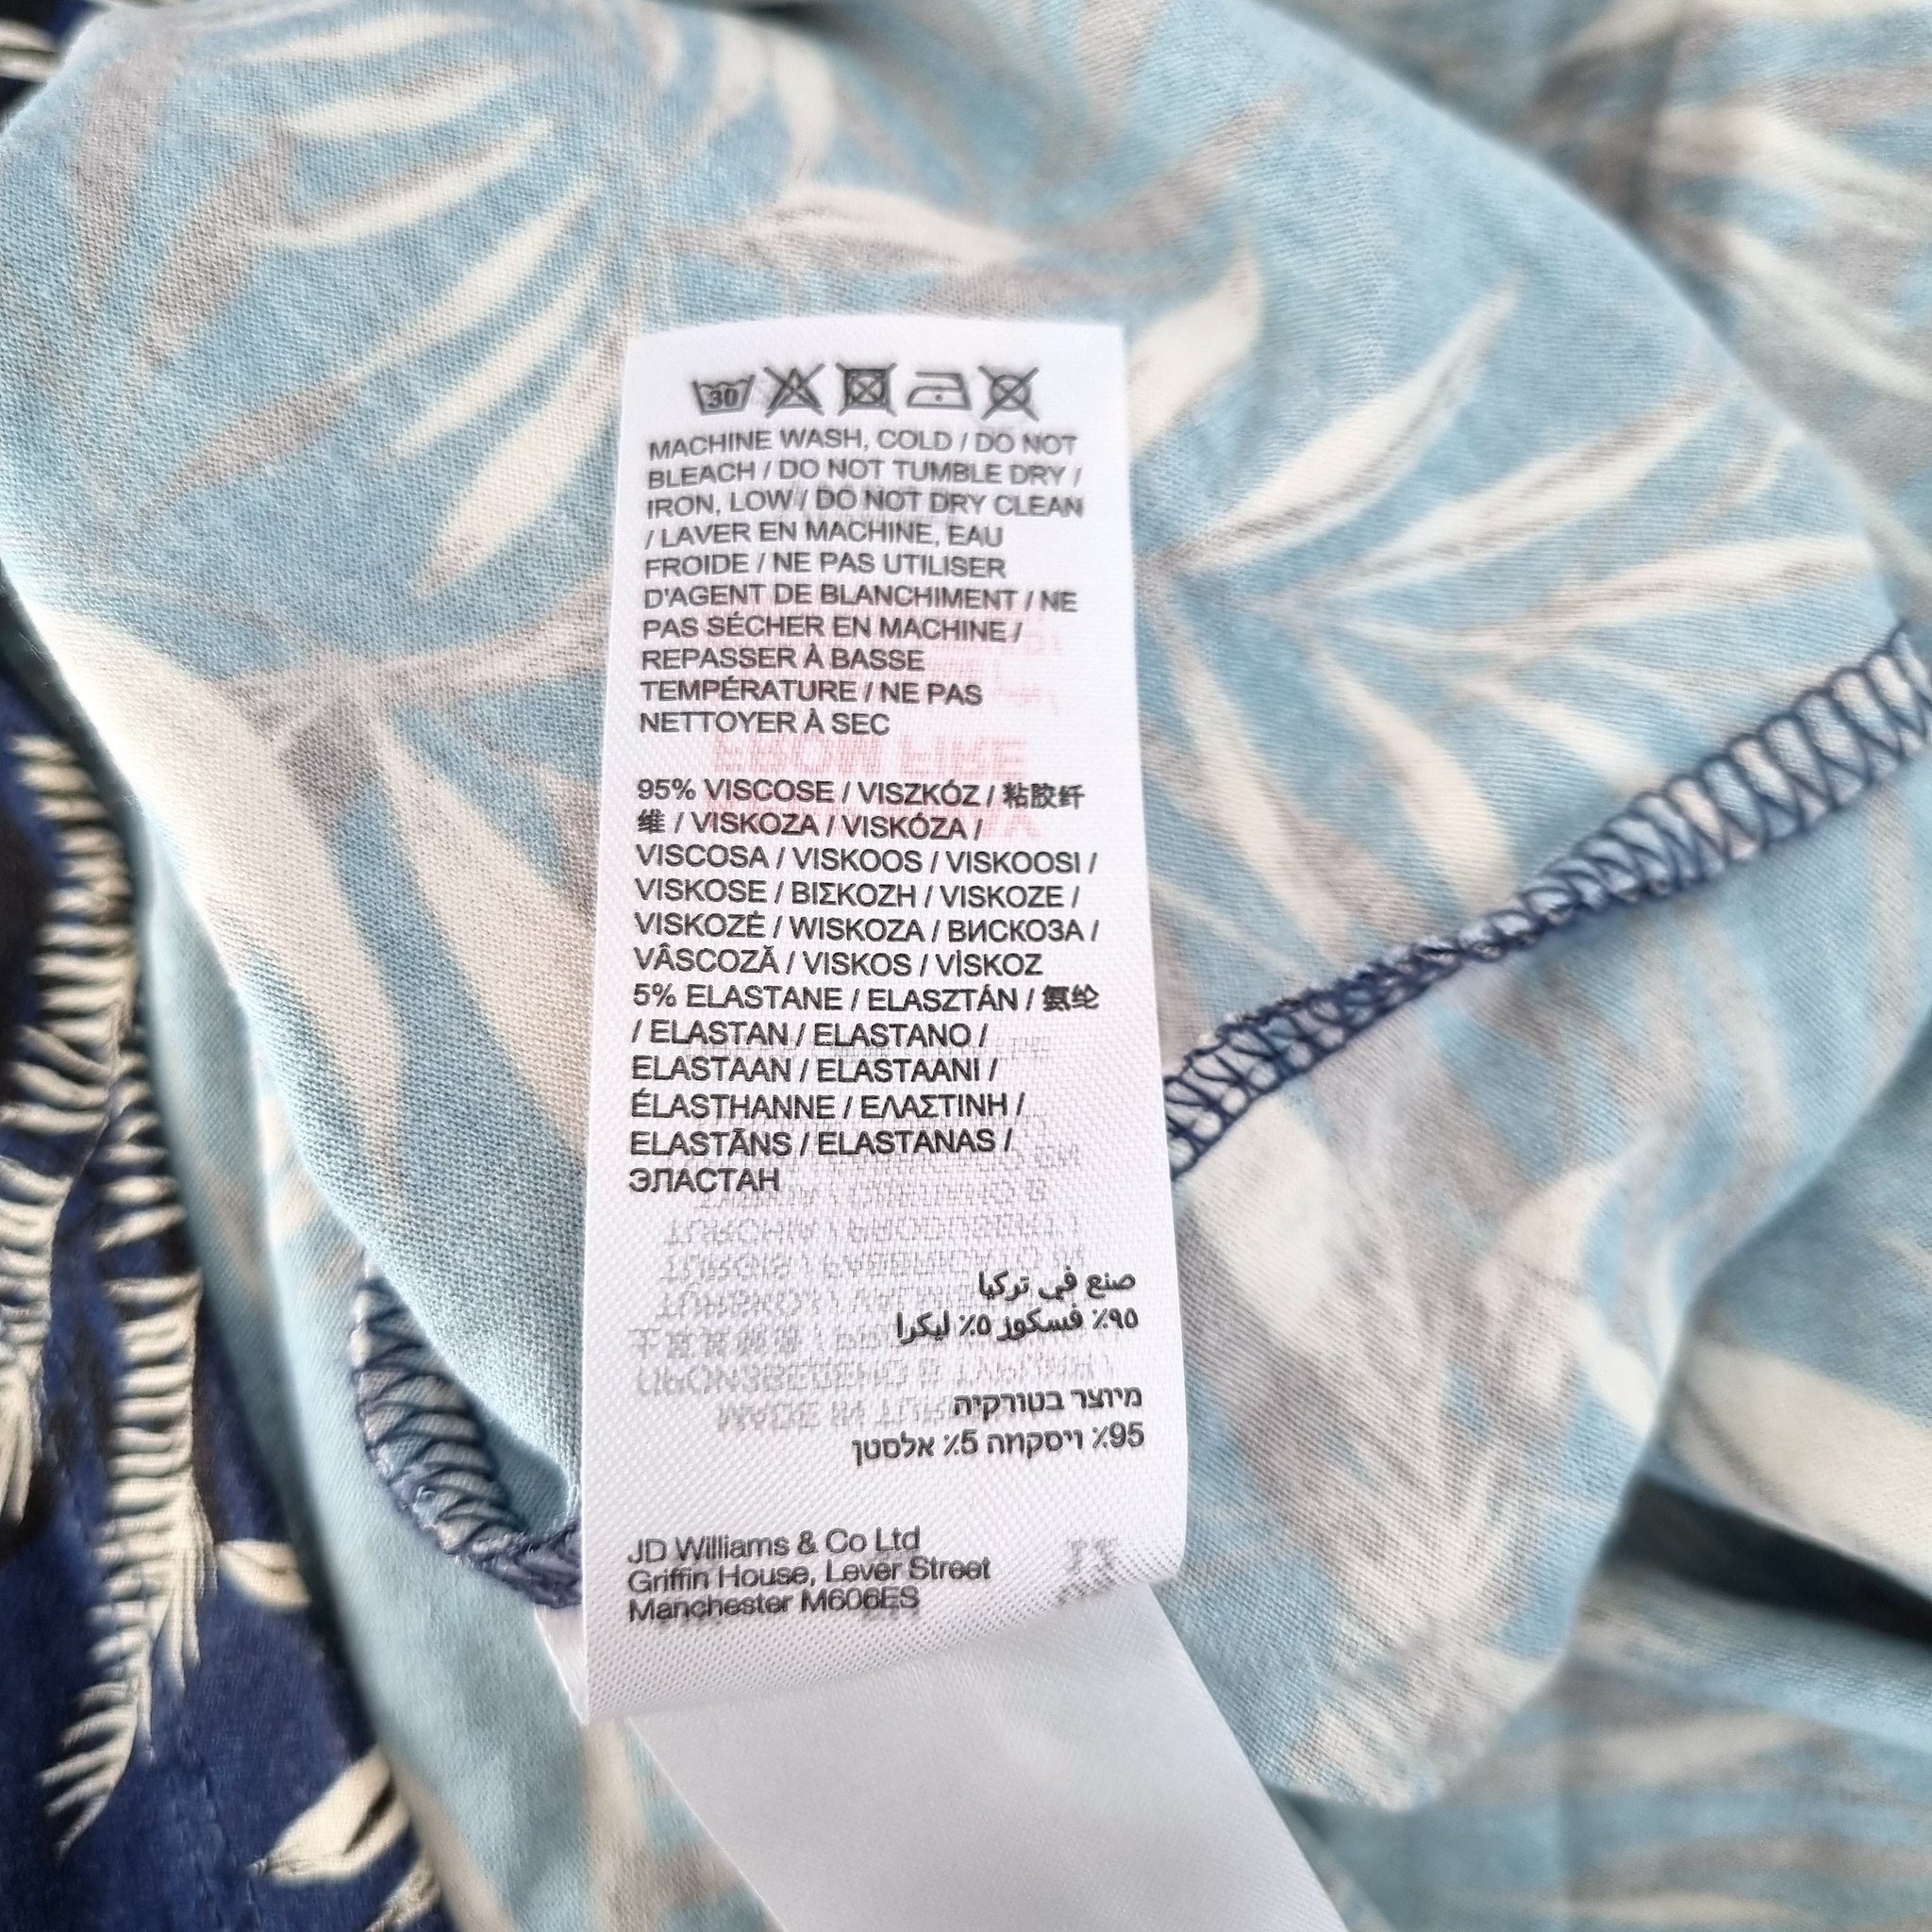 30
MACHINE WASH, COLD / DO NOT
BLEACH / DO NOT TUMBLE DRY /
IRON, LOW / DO NOT DRY CLEAN
/ LAVER EN MACHINE, EAU
FROIDE / NE PAS UTILISER
D'AGENT DE BLANCHIMENT / NE
PAS SÉCHER EN MACHINE /
REPASSER À BASSE
TEMPÉRATURE / NE PAS
NETTOYER À SEC
95% VISCOSE / VISZKÓZ / 粘胶纤
维 / VISKOZA / VISKÓZA /
VISCOSA / VISKOOS / VISKOOSI /
VISKOSE / ΒΙΣΚΟΖΗ / VISKOZE /
VISKOZĖ / WISKOZA / ВИСКОЗА /
VÂSCOZĂ / VISKOS / VİSKOZ
5% ELASTANE / ELASZTÁN / 氨纶
/ ELASTAN / ELASTANO /
ELASTAAN / ELASTAANI /
ÉLASTHANNE / ΕΛΑΣΤΙΝΗ /
ELASTĀNS / ELASTANAS /
ЭЛАСТАН
صنع في تركيا
٩٥٪ فسكوز ٥٪ ليكرا
מיוצר בטורקיה
95٪ ויסקוזה 5٪ אלסטן
JD Williams & Co Ltd
Griffin House, Lever Street
Manchester M606ES